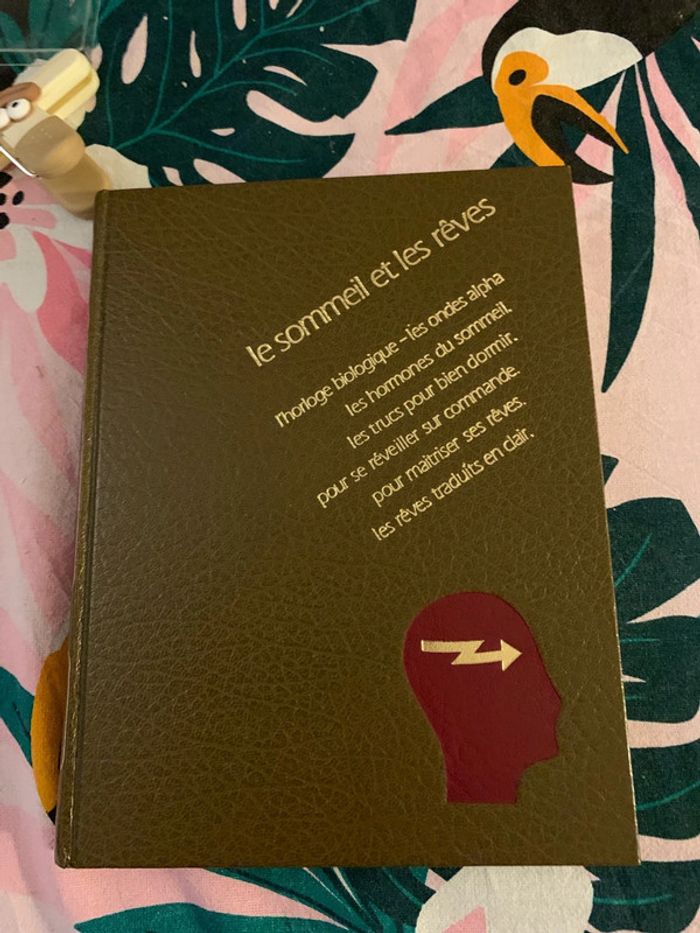 le sommeil et les rêves
l'horloge biologique - les ondes alpha
les hormones du sommeil.
les trucs pour bien dormir.
pour se réveiller sur commande.
pour maîtriser ses rêves.
les rêves traduits en clair.